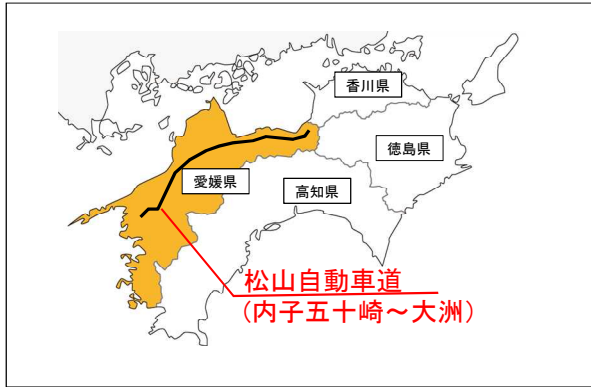 香川県
徳島県
愛媛県
高知県
松山自動車道
(内子五十崎～大洲)